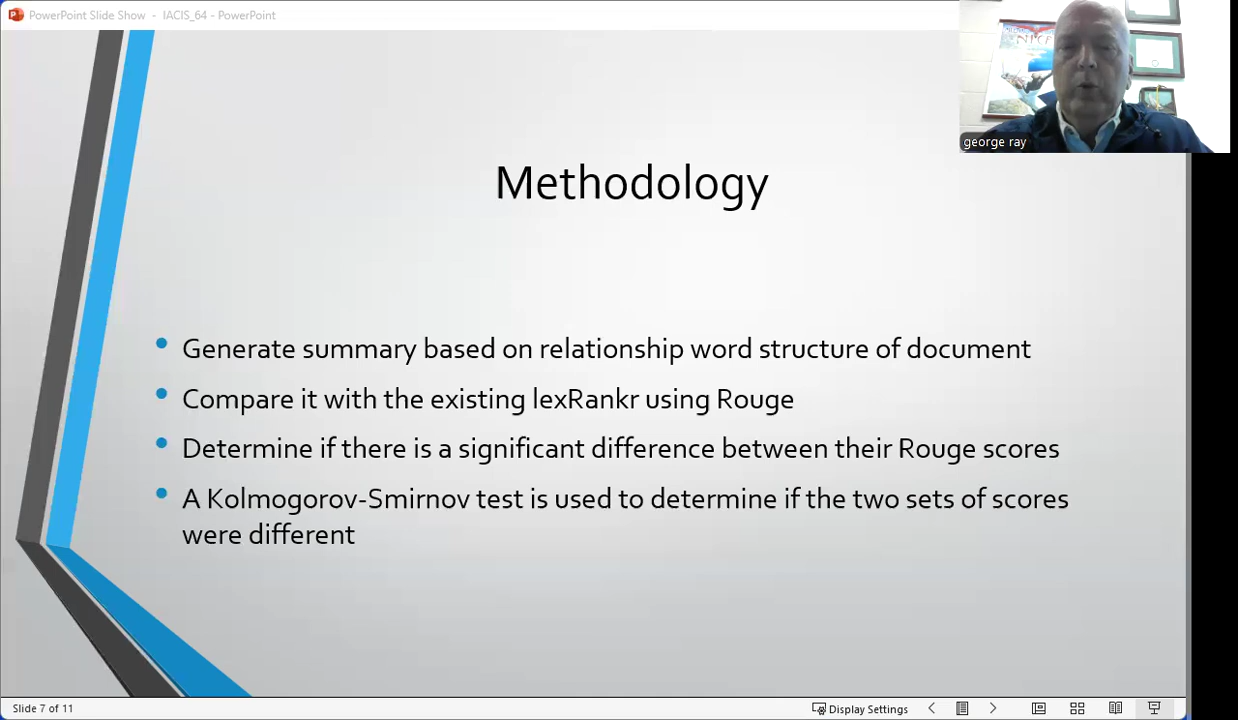 PowerPoint Slide Show - IACIS_64 - PowerPoint
george ray
Methodology
Generate summary based on relationship word structure of document
Compare it with the existing lexRankr using Rouge
Determine if there is a significant difference between their Rouge scores
A Kolmogorov-Smirnov test is used to determine if the two sets of scores
were different
Slide 7 of 11
Display Settings